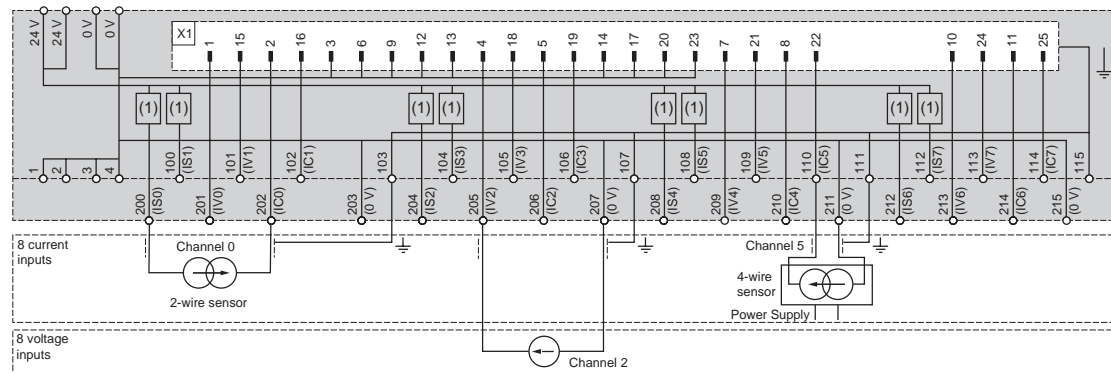 24 V
24 V
0 V
0 V
X1
1
15
2
16
3
6
9
12
13
4
18
5
19
14
17
20
23
7
21
8
22
10
24
11
25
(1)
(1)
(1)
(1)
(1)
(1)
(1)
(1)
1
2
3
4
100
(IS1)
101
(IV1)
102
(IC1)
103
104
(IS3)
105
(IV3)
106
(IC3)
107
108
(IS5)
109
(IV5)
110
(IC5)
111
112
(IS7)
113
(IV7)
114
(IC7)
115
200
(IS0)
201
(IV0)
202
(IC0)
203
(0 V)
204
(IS2)
205
(IV2)
206
(IC2)
207
(0 V)
208
(IS4)
209
(IV4)
210
(IC4)
211
(0 V)
212
(IS6)
213
(IV6)
214
(IC6)
215
(0 V)
8 current
inputs
Channel 0
2-wire sensor
Channel 5
4-wire
sensor
Power Supply
8 voltage
inputs
Channel 2